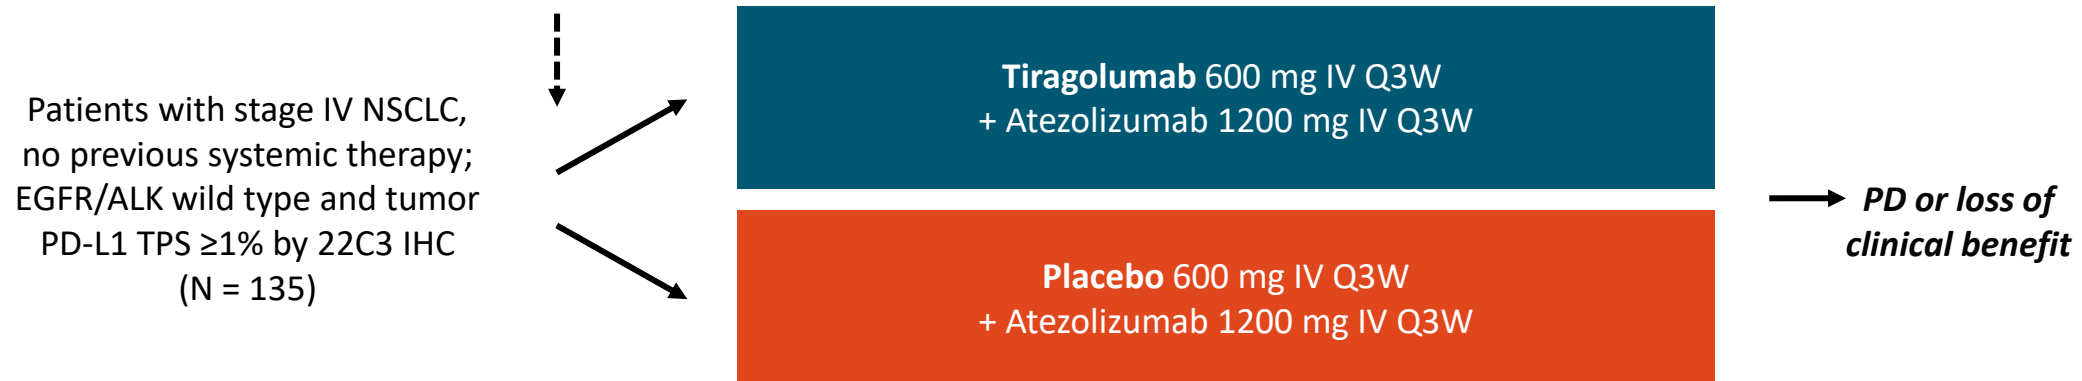 Patients with stage IV NSCLC,
no previous systemic therapy;
EGFR/ALK wild type and tumor
PD-L1 TPS ≥1% by 22C3 IHC
(N = 135)
Tiragolumab 600 mg IV Q3W
+ Atezolizumab 1200 mg IV Q3W
Placebo 600 mg IV Q3W
+ Atezolizumab 1200 mg IV Q3W
PD or loss of
clinical benefit